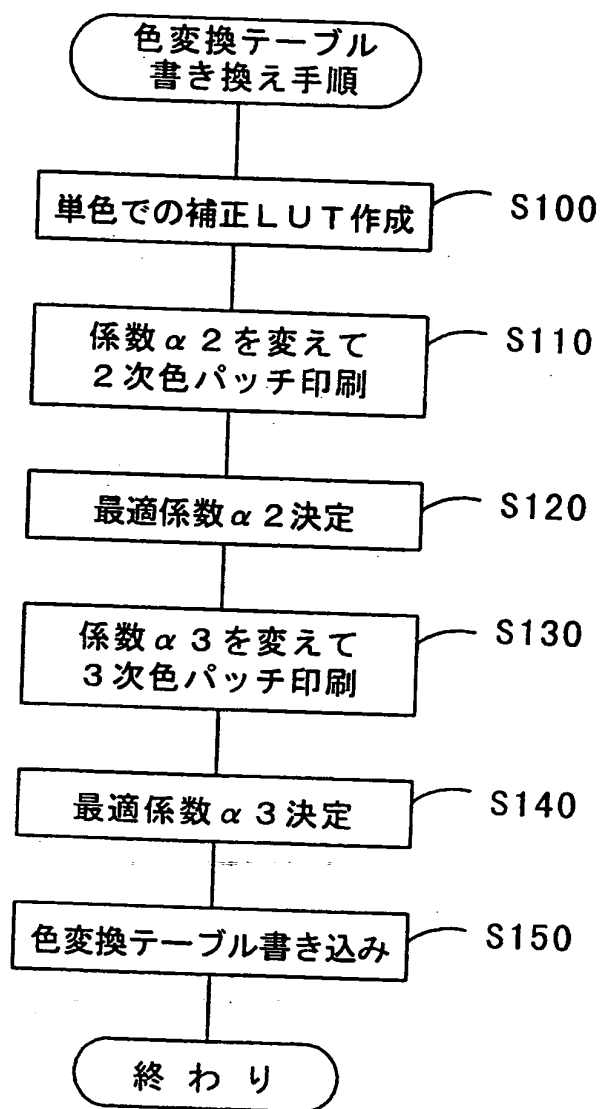 色変換テーブル
書き換え手順
単色での補正LUT作成
S100
係数α2を変えて
2次色パッチ印刷
S110
最適係数α2決定
S120
係数α3を変えて
3次色パッチ印刷
S130
最適係数α3決定
S140
色変換テーブル書き込み
S150
終わり